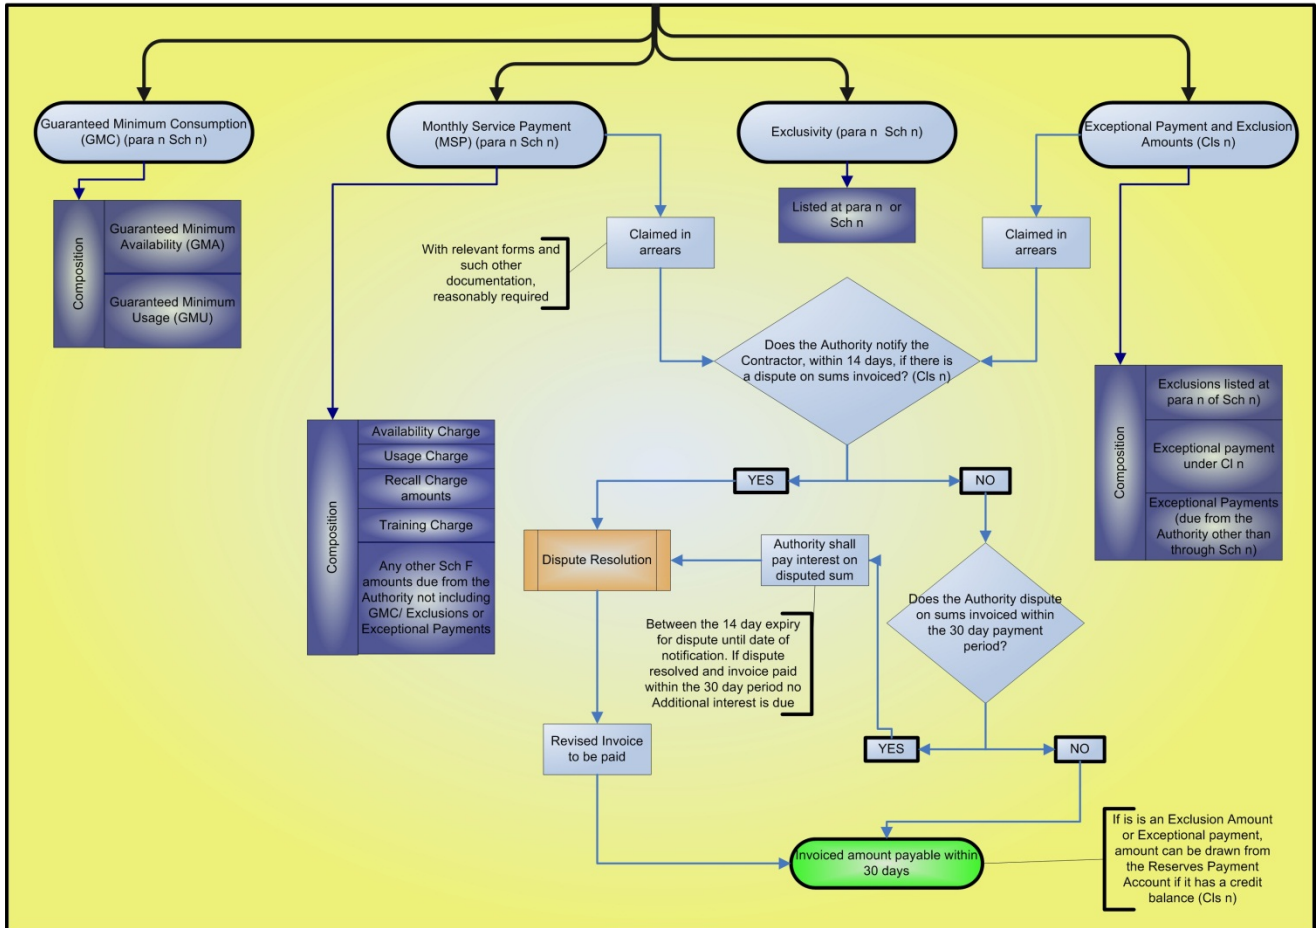 Guaranteed Minimum Consumption
(GMC) (para n Sch n)
Monthly Service Payment
(MSP) (para n Sch n)
Exclusivity (para n  Sch n)
Exceptional Payment and Exclusion
Amounts (Cls n)
Composition
Guaranteed Minimum
Availability (GMA)
Guaranteed Minimum
Usage (GMU)
Listed at para n  or
Sch n
With relevant forms and
such other
documentation,
reasonably required
Claimed in
arrears
Claimed in
arrears
Does the Authority notify the
Contractor, within 14 days, if there is
a dispute on sums invoiced? (Cls n)
Composition
Availability Charge
Usage Charge
Recall Charge
amounts
Training Charge
Any other Sch F
amounts due from the
Authority not including
GMC/ Exclusions or
Exceptional Payments
Composition
Exclusions listed at
para n of Sch n)
Exceptional payment
under Cl n
Exceptional Payments
(due from the
Authority other than
through Sch n)
YES
NO
Dispute Resolution
Authority shall
pay interest on
disputed sum
Does the Authority dispute
on sums invoiced within
the 30 day payment
period?
Between the 14 day expiry
for dispute until date of
notification. If dispute
resolved and invoice paid
within the 30 day period no
Additional interest is due
Revised Invoice
to be paid
YES
NO
Invoiced amount payable within
30 days
If is is an Exclusion Amount
or Exceptional payment,
amount can be drawn from
the Reserves Payment
Account if it has a credit
balance (Cls n)